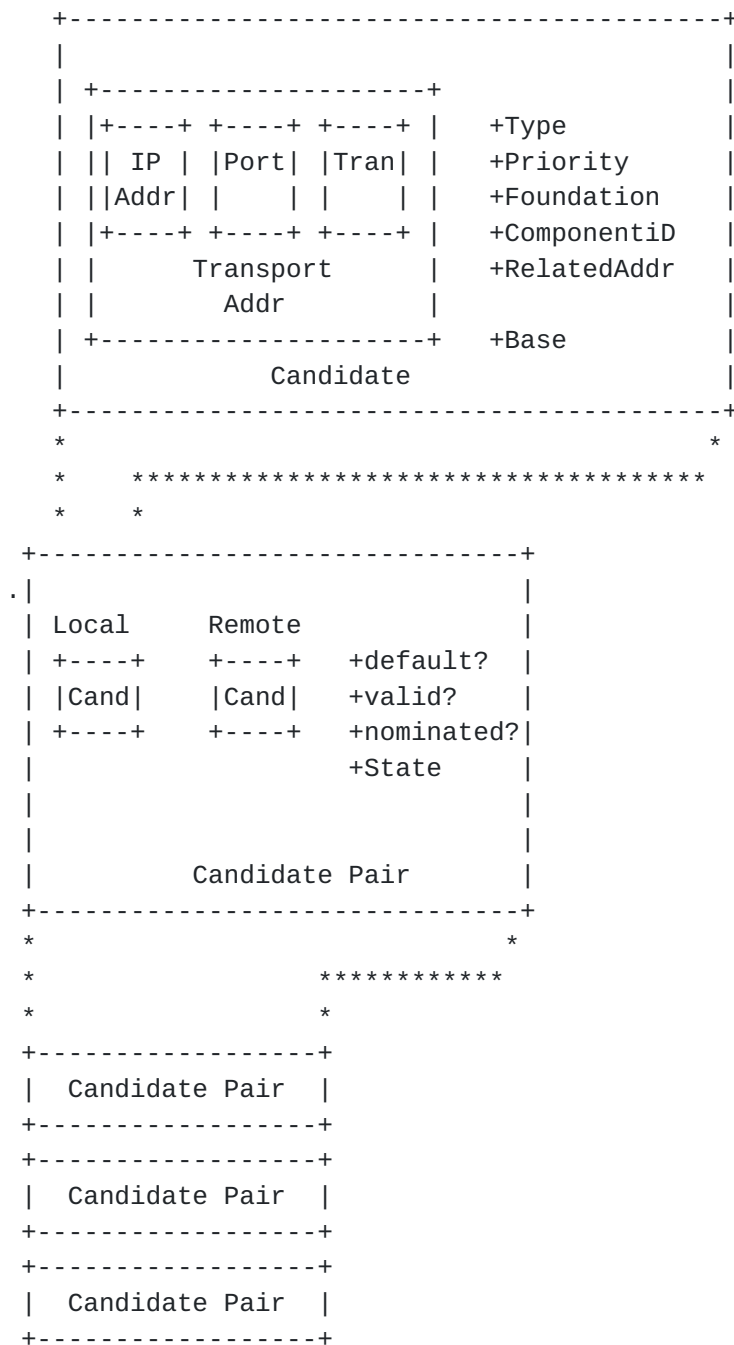 +------------------------------------------+
|                                          |
| +---------------------+                  |
| |+----+ +----+ +----+ |   +Type          |
| || IP | |Port| |Tran| |   +Priority      |
| ||Addr| |    | |    | |   +Foundation    |
| |+----+ +----+ +----+ |   +ComponentiD   |
| |      Transport      |   +RelatedAddr   |
| |        Addr         |                  |
| +---------------------+   +Base          |
|             Candidate                    |
+------------------------------------------+
*                                         *
*    *************************************
*    *
+-------------------------------+
.|                               |
| Local     Remote              |
| +----+    +----+   +default?  |
| |Cand|    |Cand|   +valid?    |
| +----+    +----+   +nominated?|
|                    +State     |
|                               |
|                               |
|          Candidate Pair       |
+-------------------------------+
*                              *
*                  ************
*                  *
+------------------+
|  Candidate Pair  |
+------------------+
+------------------+
|  Candidate Pair  |
+------------------+
+------------------+
|  Candidate Pair  |
+------------------+